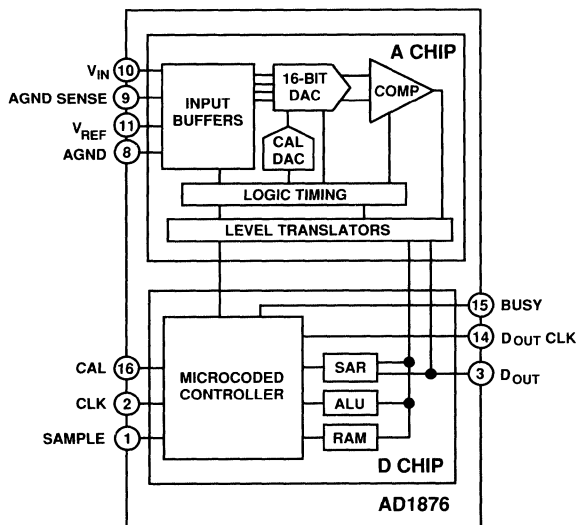 A CHIP
V_IN 10
AGND SENSE 9
V_REF 11
AGND 8
INPUT
BUFFERS
16-BIT
DAC
COMP
CAL
DAC
LOGIC TIMING
LEVEL TRANSLATORS
15 BUSY
14 D_OUT CLK
3 D_OUT
CAL 16
CLK 2
SAMPLE 1
MICROCODED
CONTROLLER
SAR
ALU
RAM
D CHIP
AD1876